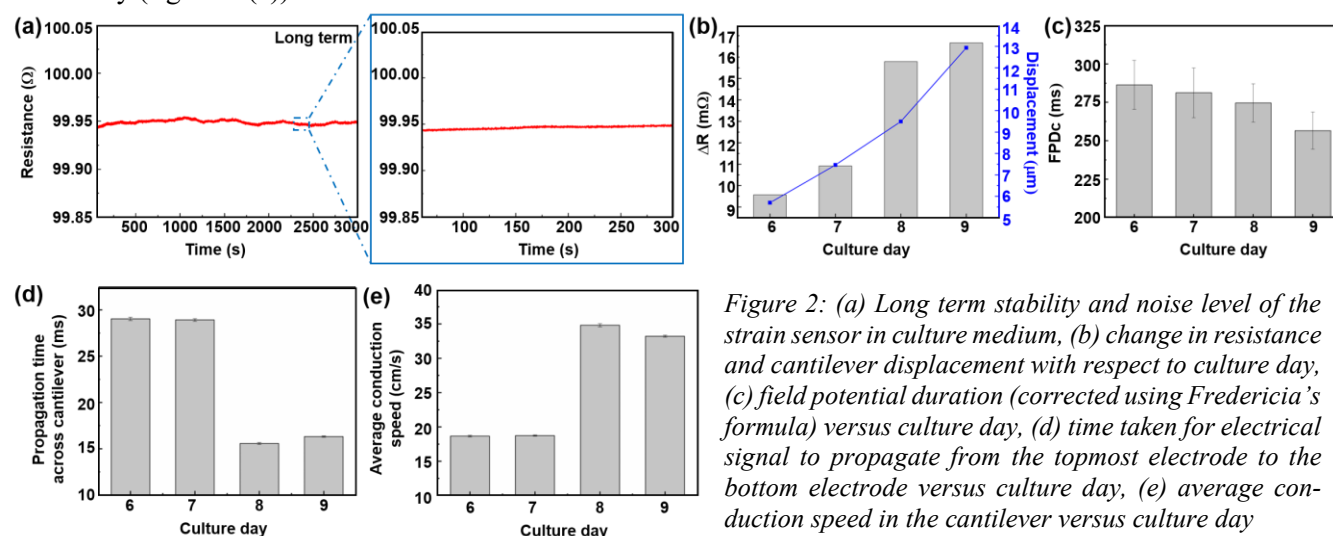 (a)
100.05
100.00
99.95
99.90
99.85
Resistance (Ω)
Long term
500 1000 1500 2000 2500 3000
Time (s)
100.05
100.00
99.95
99.90
99.85
100 150 200 250 300
Time (s)
(b)
17
16
15
14
13
12
11
10
9
ΔR (mΩ)
13
12
11
10
9
8
7
6
5
Displacement (μm)
6 7 8 9
Culture day
(c)
300
275
250
225
200
325
FPDc (ms)
6 7 8 9
Culture day
(d)
30
25
20
15
10
Propagation time
across cantilever (ms)
6 7 8 9
Culture day
(e)
40
35
30
25
20
15
10
Average conduction
speed (cm/s)
6 7 8 9
Culture day
Figure 2: (a) Long term stability and noise level of the
strain sensor in culture medium, (b) change in resistance
and cantilever displacement with respect to culture day,
(c) field potential duration (corrected using Fredericia's
formula) versus culture day, (d) time taken for electrical
signal to propagate from the topmost electrode to the
bottom electrode versus culture day, (e) average con-
duction speed in the cantilever versus culture day